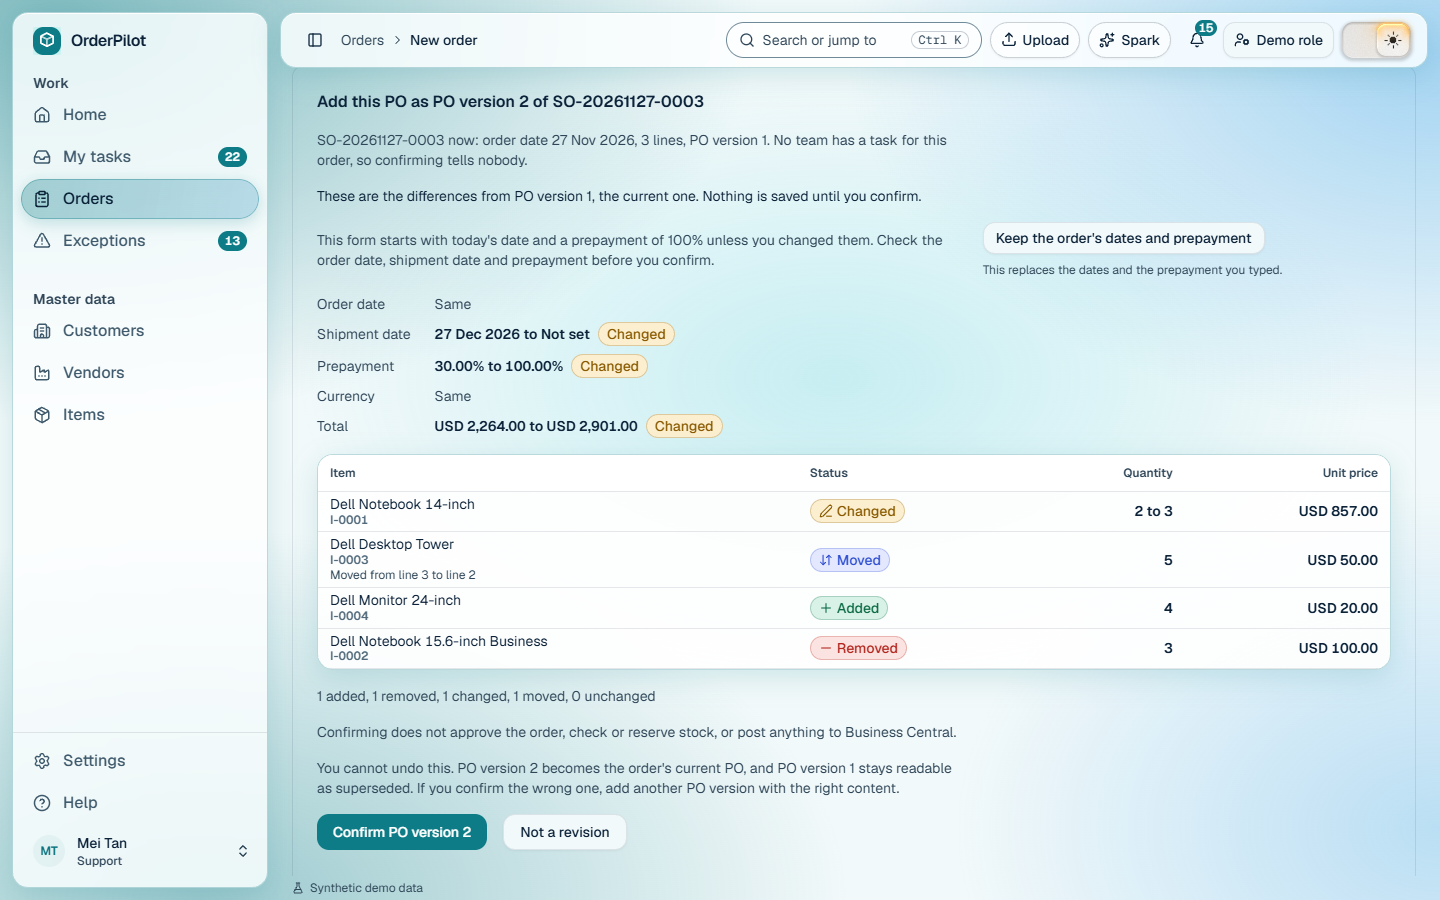 OrderPilot
Work
Home
My tasks 22
Orders
Exceptions 13
Master data
Customers
Vendors
Items
Settings
Help
MT Mei Tan
Support
Orders > New order
Search or jump to Ctrl K
Upload
Spark
15
Demo role
Add this PO as PO version 2 of SO-20261127-0003
SO-20261127-0003 now: order date 27 Nov 2026, 3 lines, PO version 1. No team has a task for this
order, so confirming tells nobody.
These are the differences from PO version 1, the current one. Nothing is saved until you confirm.
This form starts with today's date and a prepayment of 100% unless you changed them. Check the
order date, shipment date and prepayment before you confirm.
Keep the order's dates and prepayment
This replaces the dates and the prepayment you typed.
Order date Same
Shipment date 27 Dec 2026 to Not set Changed
Prepayment 30.00% to 100.00% Changed
Currency Same
Total USD 2,264.00 to USD 2,901.00 Changed
Item Status Quantity Unit price
Dell Notebook 14-inch
I-0001
Changed 2 to 3 USD 857.00
Dell Desktop Tower
I-0003
Moved from line 3 to line 2
Moved 5 USD 50.00
Dell Monitor 24-inch
I-0004
Added 4 USD 20.00
Dell Notebook 15.6-inch Business
I-0002
Removed 3 USD 100.00
1 added, 1 removed, 1 changed, 1 moved, 0 unchanged
Confirming does not approve the order, check or reserve stock, or post anything to Business Central.
You cannot undo this. PO version 2 becomes the order's current PO, and PO version 1 stays readable
as superseded. If you confirm the wrong one, add another PO version with the right content.
Confirm PO version 2
Not a revision
Synthetic demo data